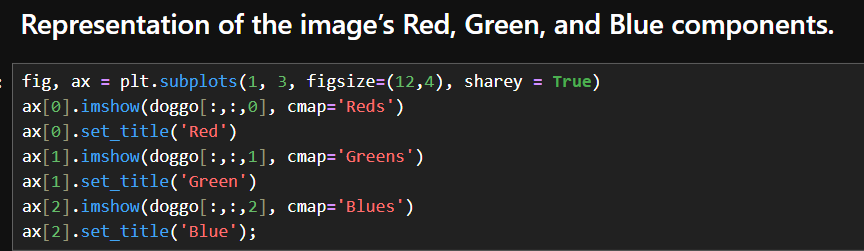 Representation of the image’s Red, Green, and Blue components.
: fig, ax = plt.subplots(1, 3, figsize=(12,4), sharey = True)
ax[0].imshow(doggo[:,:,0], cmap='Reds')
ax[0].set_title('Red')
ax[1].imshow(doggo[:,:,1], cmap='Greens')
ax[1].set_title('Green')
ax[2].imshow(doggo[:,:,2], cmap='Blues')
ax[2].set_title('Blue');